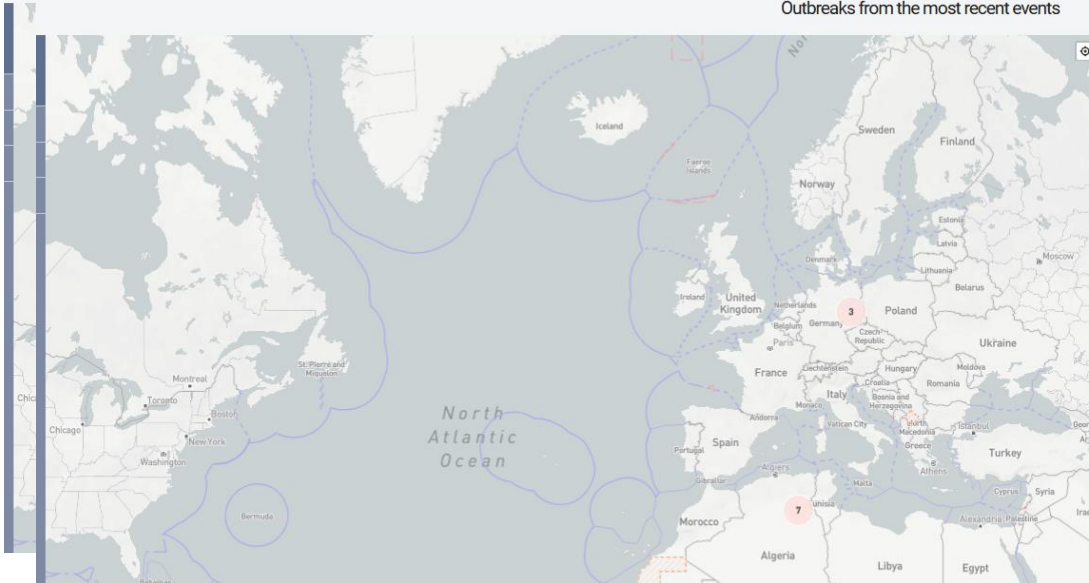 Outbreaks from the most recent events
Iceland
Sweden
Finland
Faeroe
Islands
Norway
Estonia
Latvia
Moscow
Denmark
Lithuania
Belarus
Ireland
United
Kingdom
Netherlands
3
Poland
Belgium
Germany
Czech
Republic
Paris
Ukraine
St. Pierre and
Miquelon
France
Liechtenstein
Hungary
Moldova
Montreal
Croatia
Romania
Toronto
Italy
Bosnia and
Herzegovina
Monaco
Boston
Andorra
Vatican City
North
Macedonia
Istanbul
Chicago
New York
North
Atlantic
Ocean
Portugal
Spain
Greece
Turkey
Washington
Algiers
Athens
Gibraltar
Malta
Cyprus
Syria
7
Bermuda
Morocco
Alexandria
Palestine
Algeria
Libya
Egypt